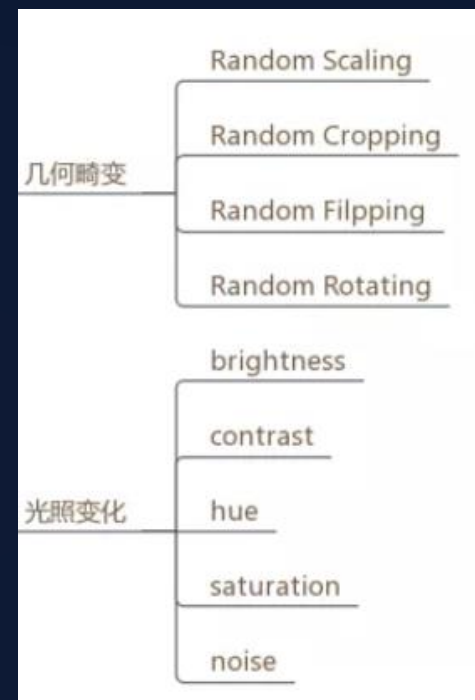 几何畸变
Random Scaling
Random Cropping
Random Filpping
Random Rotating
光照变化
brightness
contrast
hue
saturation
noise